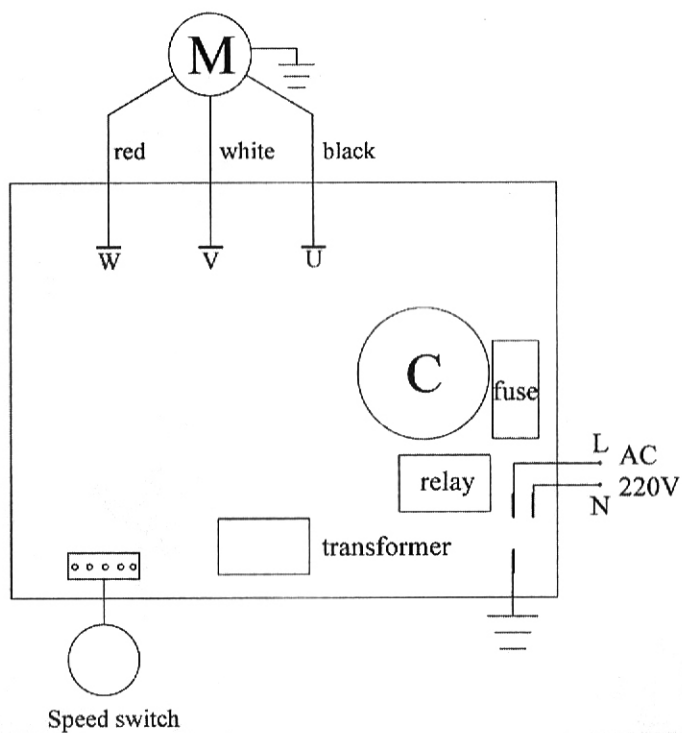 M
red white black
W V U
C
fuse
L AC
relay
N 220V
transformer
Speed switch